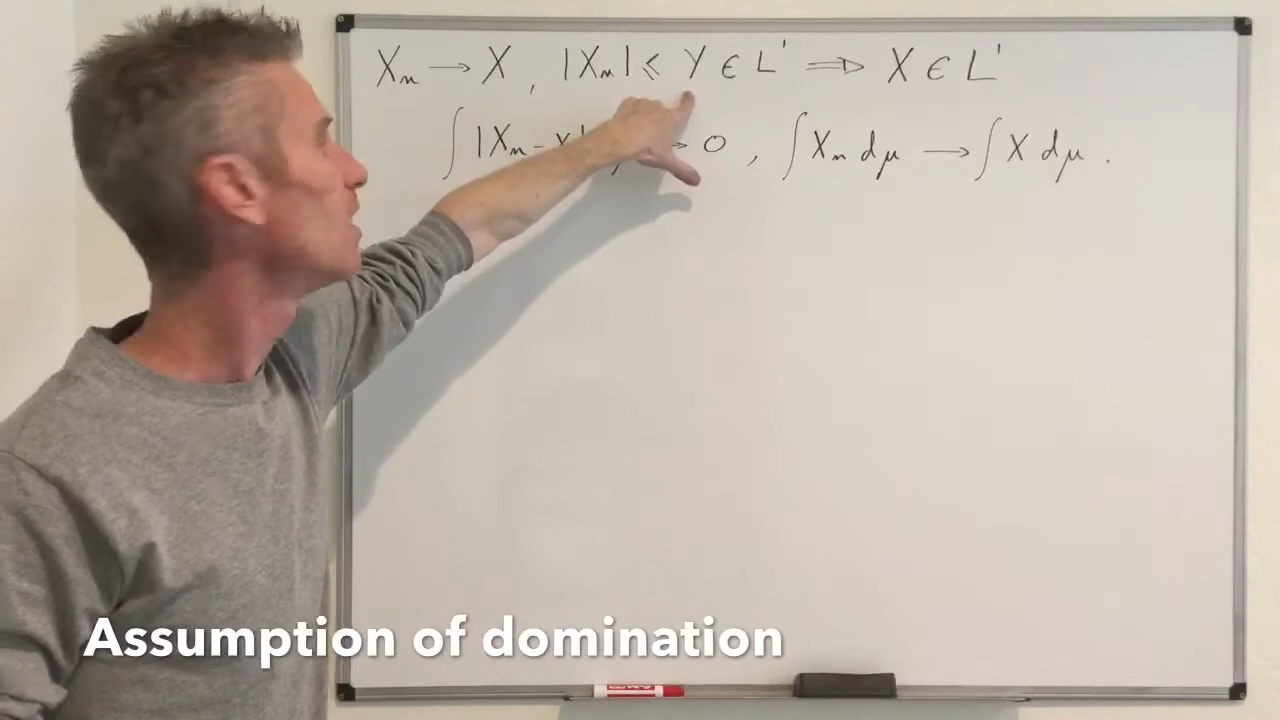 Xₙ → X , |Xₙ| ≤ Y ∈ L¹ ⟹ X ∈ L¹
∫ |Xₙ - X| → 0 , ∫ Xₙ dμ → ∫ X dμ .
Assumption of domination